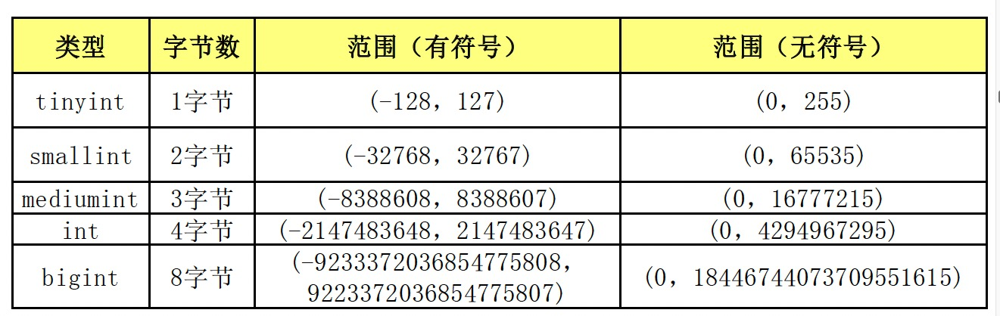 类型 字节数 范围（有符号） 范围（无符号）
tinyint 1字节 (-128，127) (0，255)
smallint 2字节 (-32768，32767) (0，65535)
mediumint 3字节 (-8388608，8388607) (0，16777215)
int 4字节 (-2147483648，2147483647) (0，4294967295)
bigint 8字节 (-9233372036854775808， (0，18446744073709551615)
9223372036854775807)